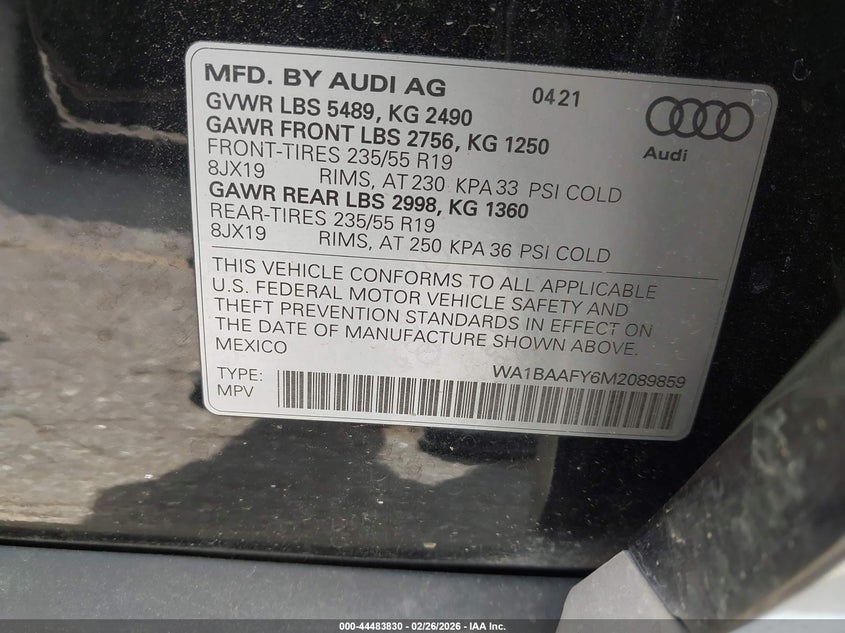 MFD. BY AUDI AG 0421
GVWR LBS 5489, KG 2490
GAWR FRONT LBS 2756, KG 1250
FRONT-TIRES 235/55 R19
8JX19 RIMS, AT 230 KPA 33 PSI COLD
GAWR REAR LBS 2998, KG 1360
REAR-TIRES 235/55 R19
8JX19 RIMS, AT 250 KPA 36 PSI COLD
Audi
THIS VEHICLE CONFORMS TO ALL APPLICABLE
U.S. FEDERAL MOTOR VEHICLE SAFETY AND
THEFT PREVENTION STANDARDS IN EFFECT ON
THE DATE OF MANUFACTURE SHOWN ABOVE.
MEXICO
WA1BAAFY6M2089859
TYPE:
MPV
000-44483830 - 02/26/2026 - IAA Inc.